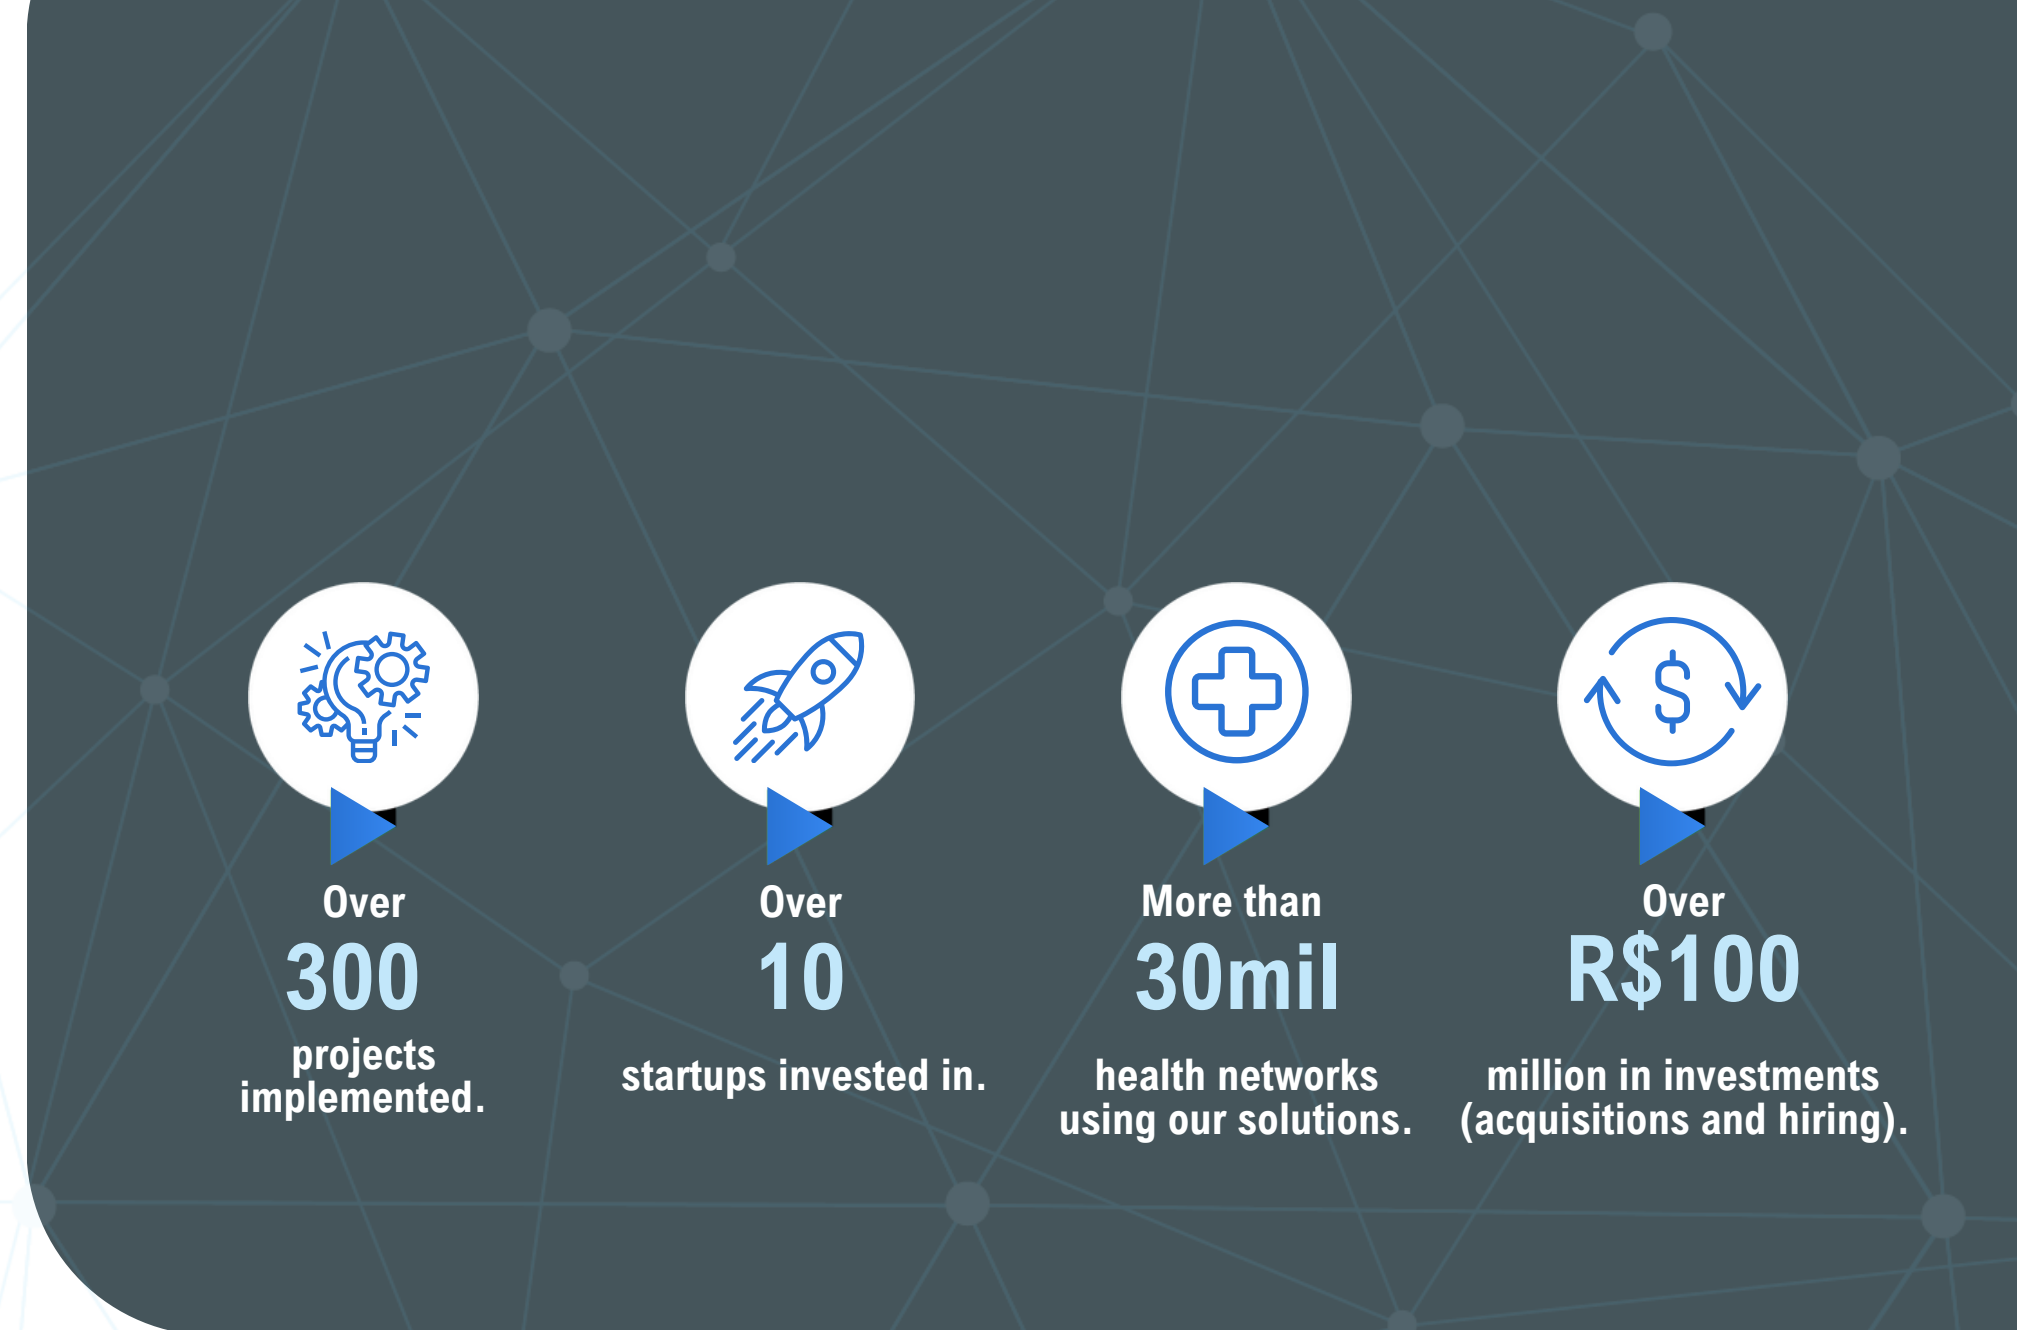 Over
300
projects
implemented.
Over
10
startups invested in.
More than
30mil
health networks
using our solutions.
Over
R$100
million in investments
(acquisitions and hiring).